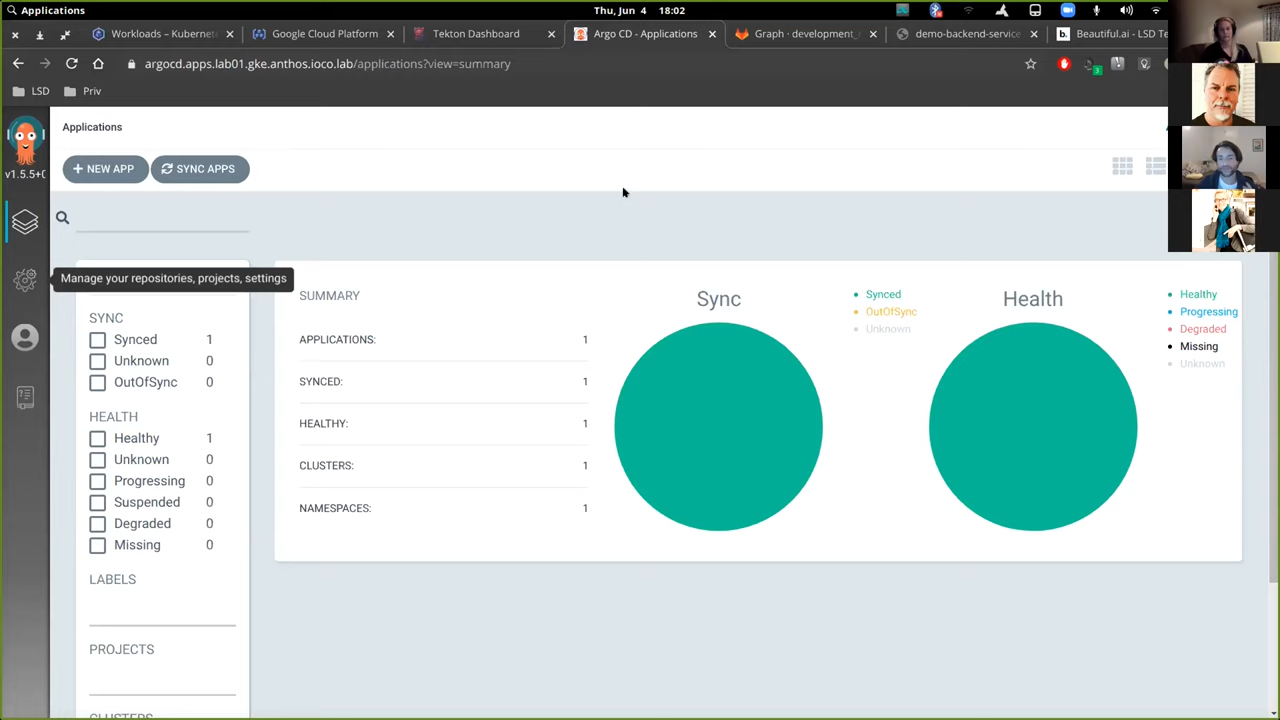 Applications
Thu, Jun 4 18:02
Workloads – Kubernete
Google Cloud Platform
Tekton Dashboard
Argo CD - Applications
Graph · development_
demo-backend-service
Beautiful.ai - LSD Te
argocd.apps.lab01.gke.anthos.ioco.lab/applications?view=summary
3
LSD
Priv
Applications
v1.5.5+0
+ NEW APP
SYNC APPS
Manage your repositories, projects, settings
SYNC
Synced 1
Unknown 0
OutOfSync 0
HEALTH
Healthy 1
Unknown 0
Progressing 0
Suspended 0
Degraded 0
Missing 0
LABELS
PROJECTS
CLUSTERS
SUMMARY
APPLICATIONS: 1
SYNCED: 1
HEALTHY: 1
CLUSTERS: 1
NAMESPACES: 1
Sync
Synced
OutOfSync
Unknown
Health
Healthy
Progressing
Degraded
Missing
Unknown